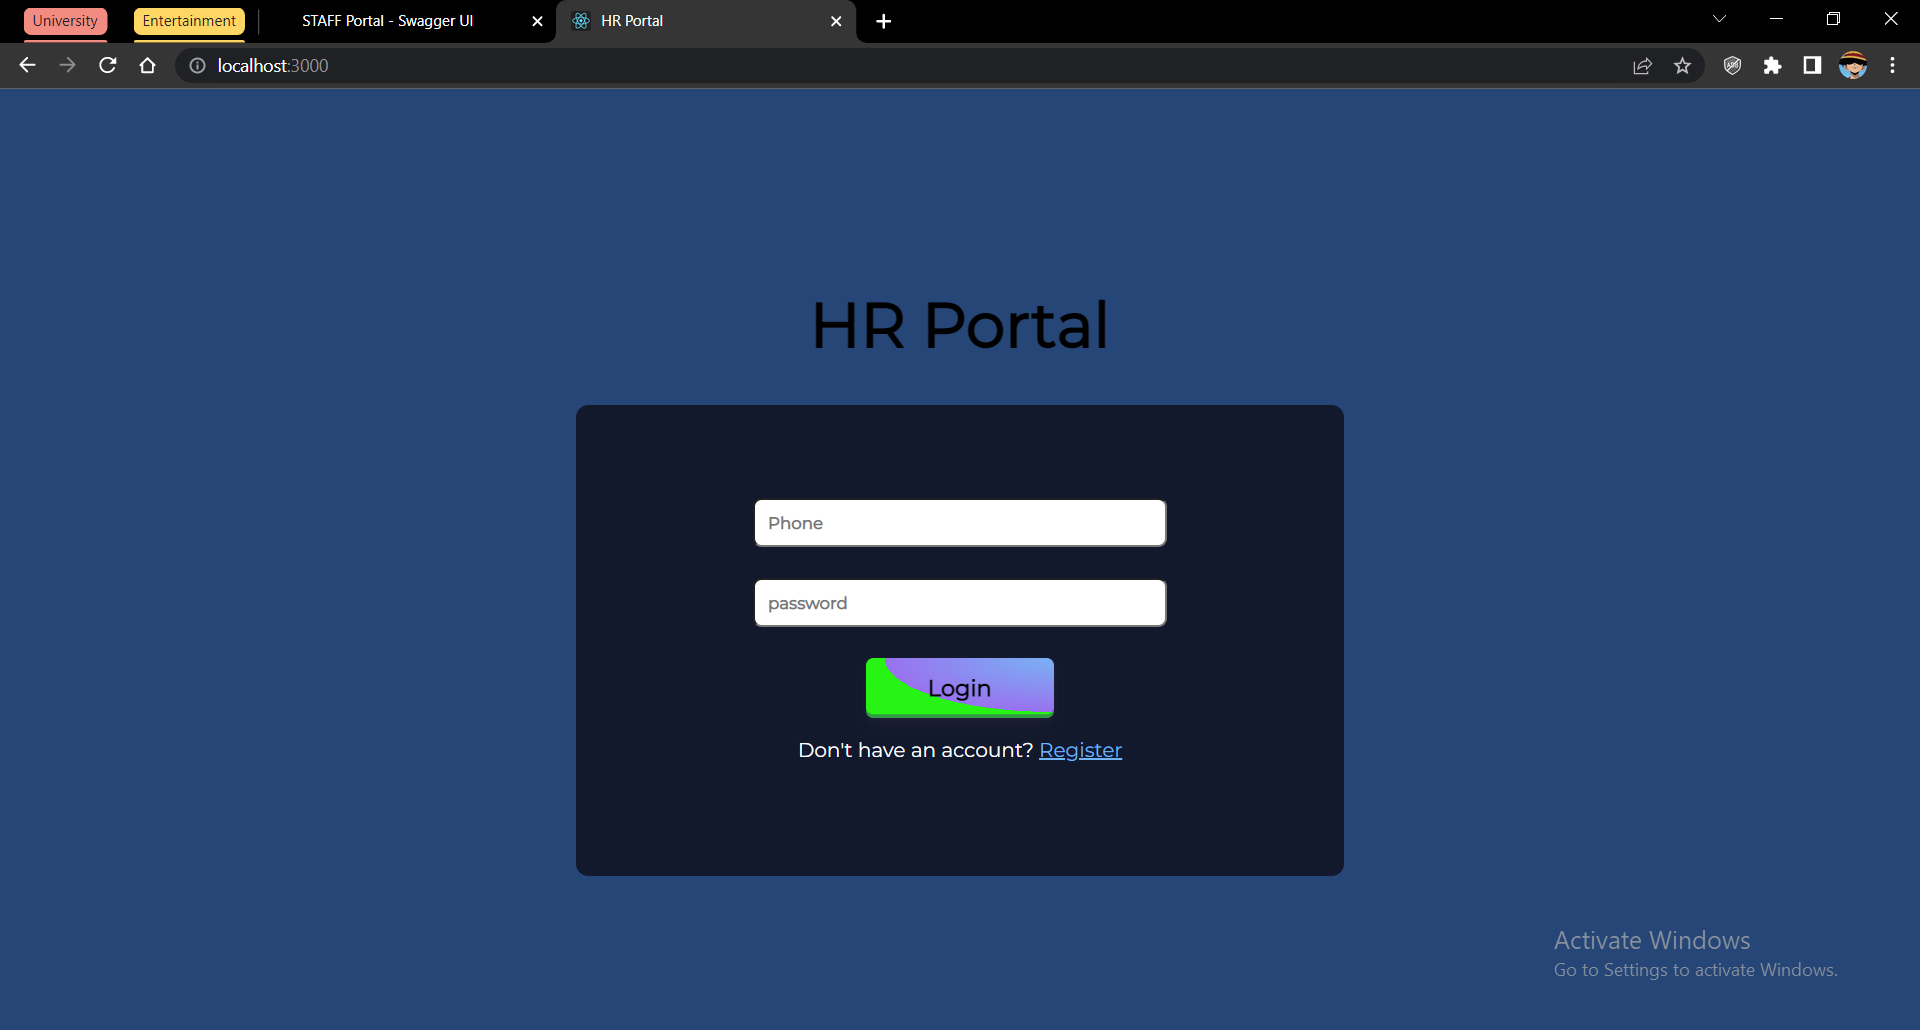 University
Entertainment
STAFF Portal - Swagger UI
HR Portal
localhost:3000
HR Portal
Phone
password
Login
Don't have an account? Register
Activate Windows
Go to Settings to activate Windows.